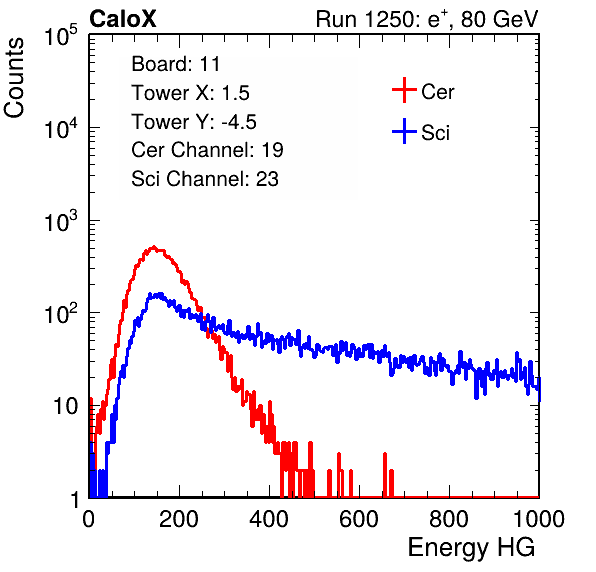 CaloX Run 1250: e⁺, 80 GeV
Counts
Board: 11
Tower X: 1.5
Tower Y: -4.5
Cer Channel: 19
Sci Channel: 23
Cer
Sci
10⁵
10⁴
10³
10²
10
1
0 200 400 600 800 1000
Energy HG